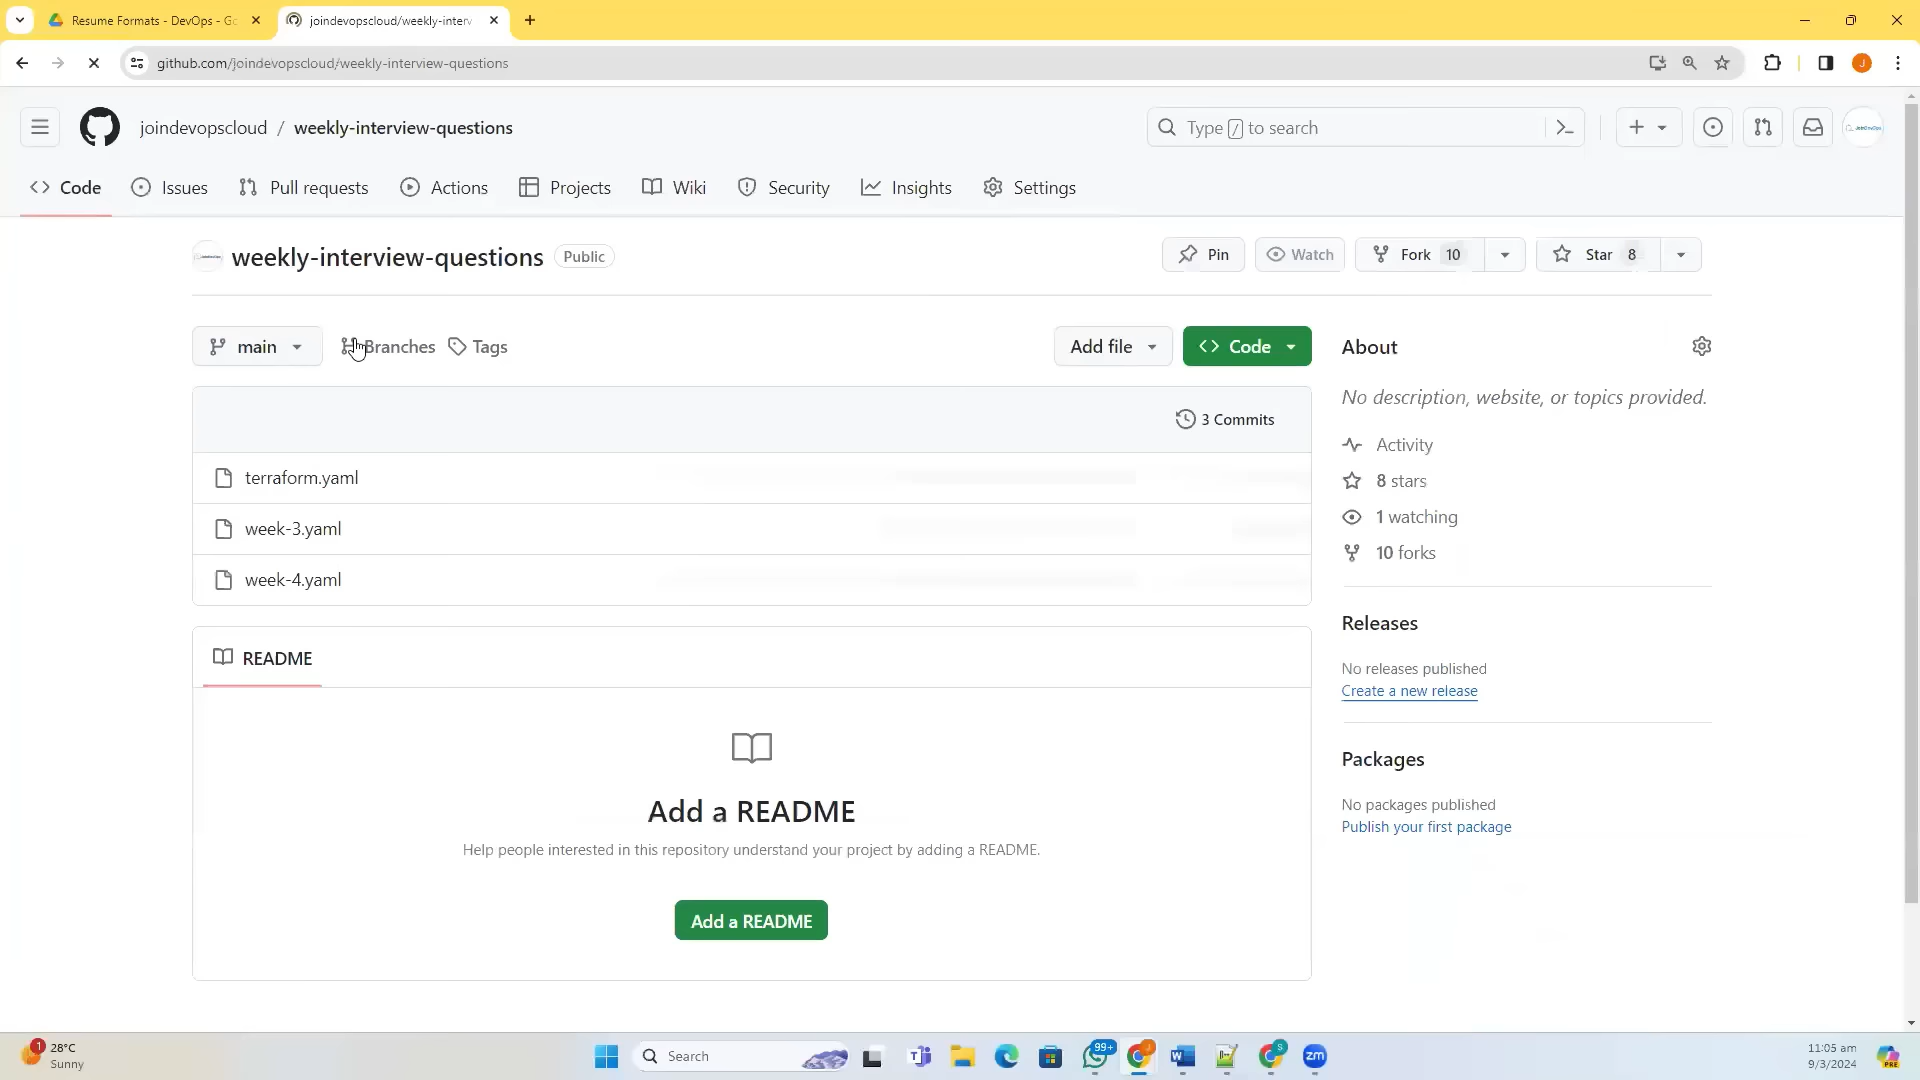 Resume Formats - DevOps - Go
joindevopscloud/weekly-interv
github.com/joindevopscloud/weekly-interview-questions
J
joindevopscloud / weekly-interview-questions
Type / to search
Code Issues Pull requests Actions Projects Wiki Security Insights Settings
weekly-interview-questions Public
Pin Watch Fork 10 Star 8
main Branches Tags Add file Code
3 Commits
terraform.yaml
week-3.yaml
week-4.yaml
README
Add a README
Help people interested in this repository understand your project by adding a README.
Add a README
About
No description, website, or topics provided.
Activity
8 stars
1 watching
10 forks
Releases
No releases published
Create a new release
Packages
No packages published
Publish your first package
1
28°C
Sunny
Search
99+
J
S
zm
11:05 am
9/3/2024
PRE